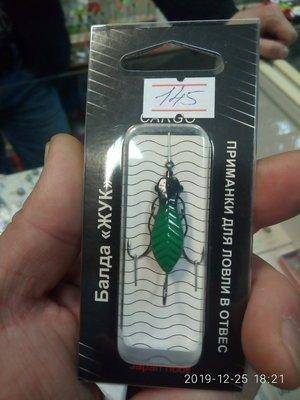 145
CARGO
Балда «ЖУК»
ПРИМАНКИ ДЛЯ ЛОВЛИ В ОТВЕС
2019-12-25 18:21